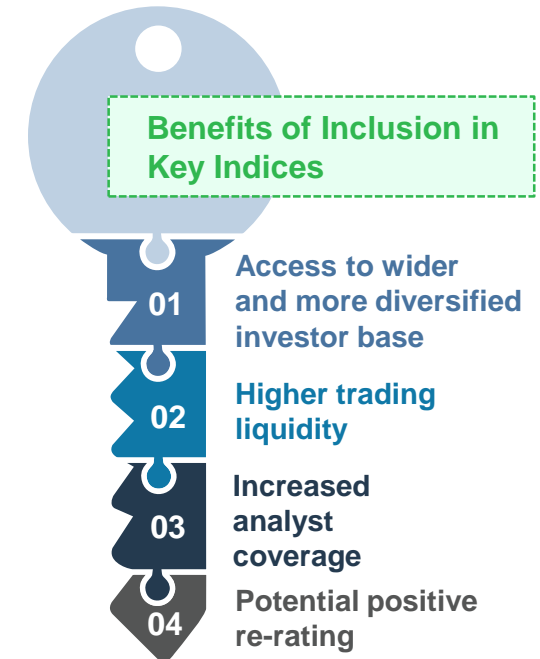 Benefits of Inclusion in
Key Indices
01
Access to wider
and more diversified
investor base
02
Higher trading
liquidity
03
Increased
analyst
coverage
04
Potential positive
re-rating